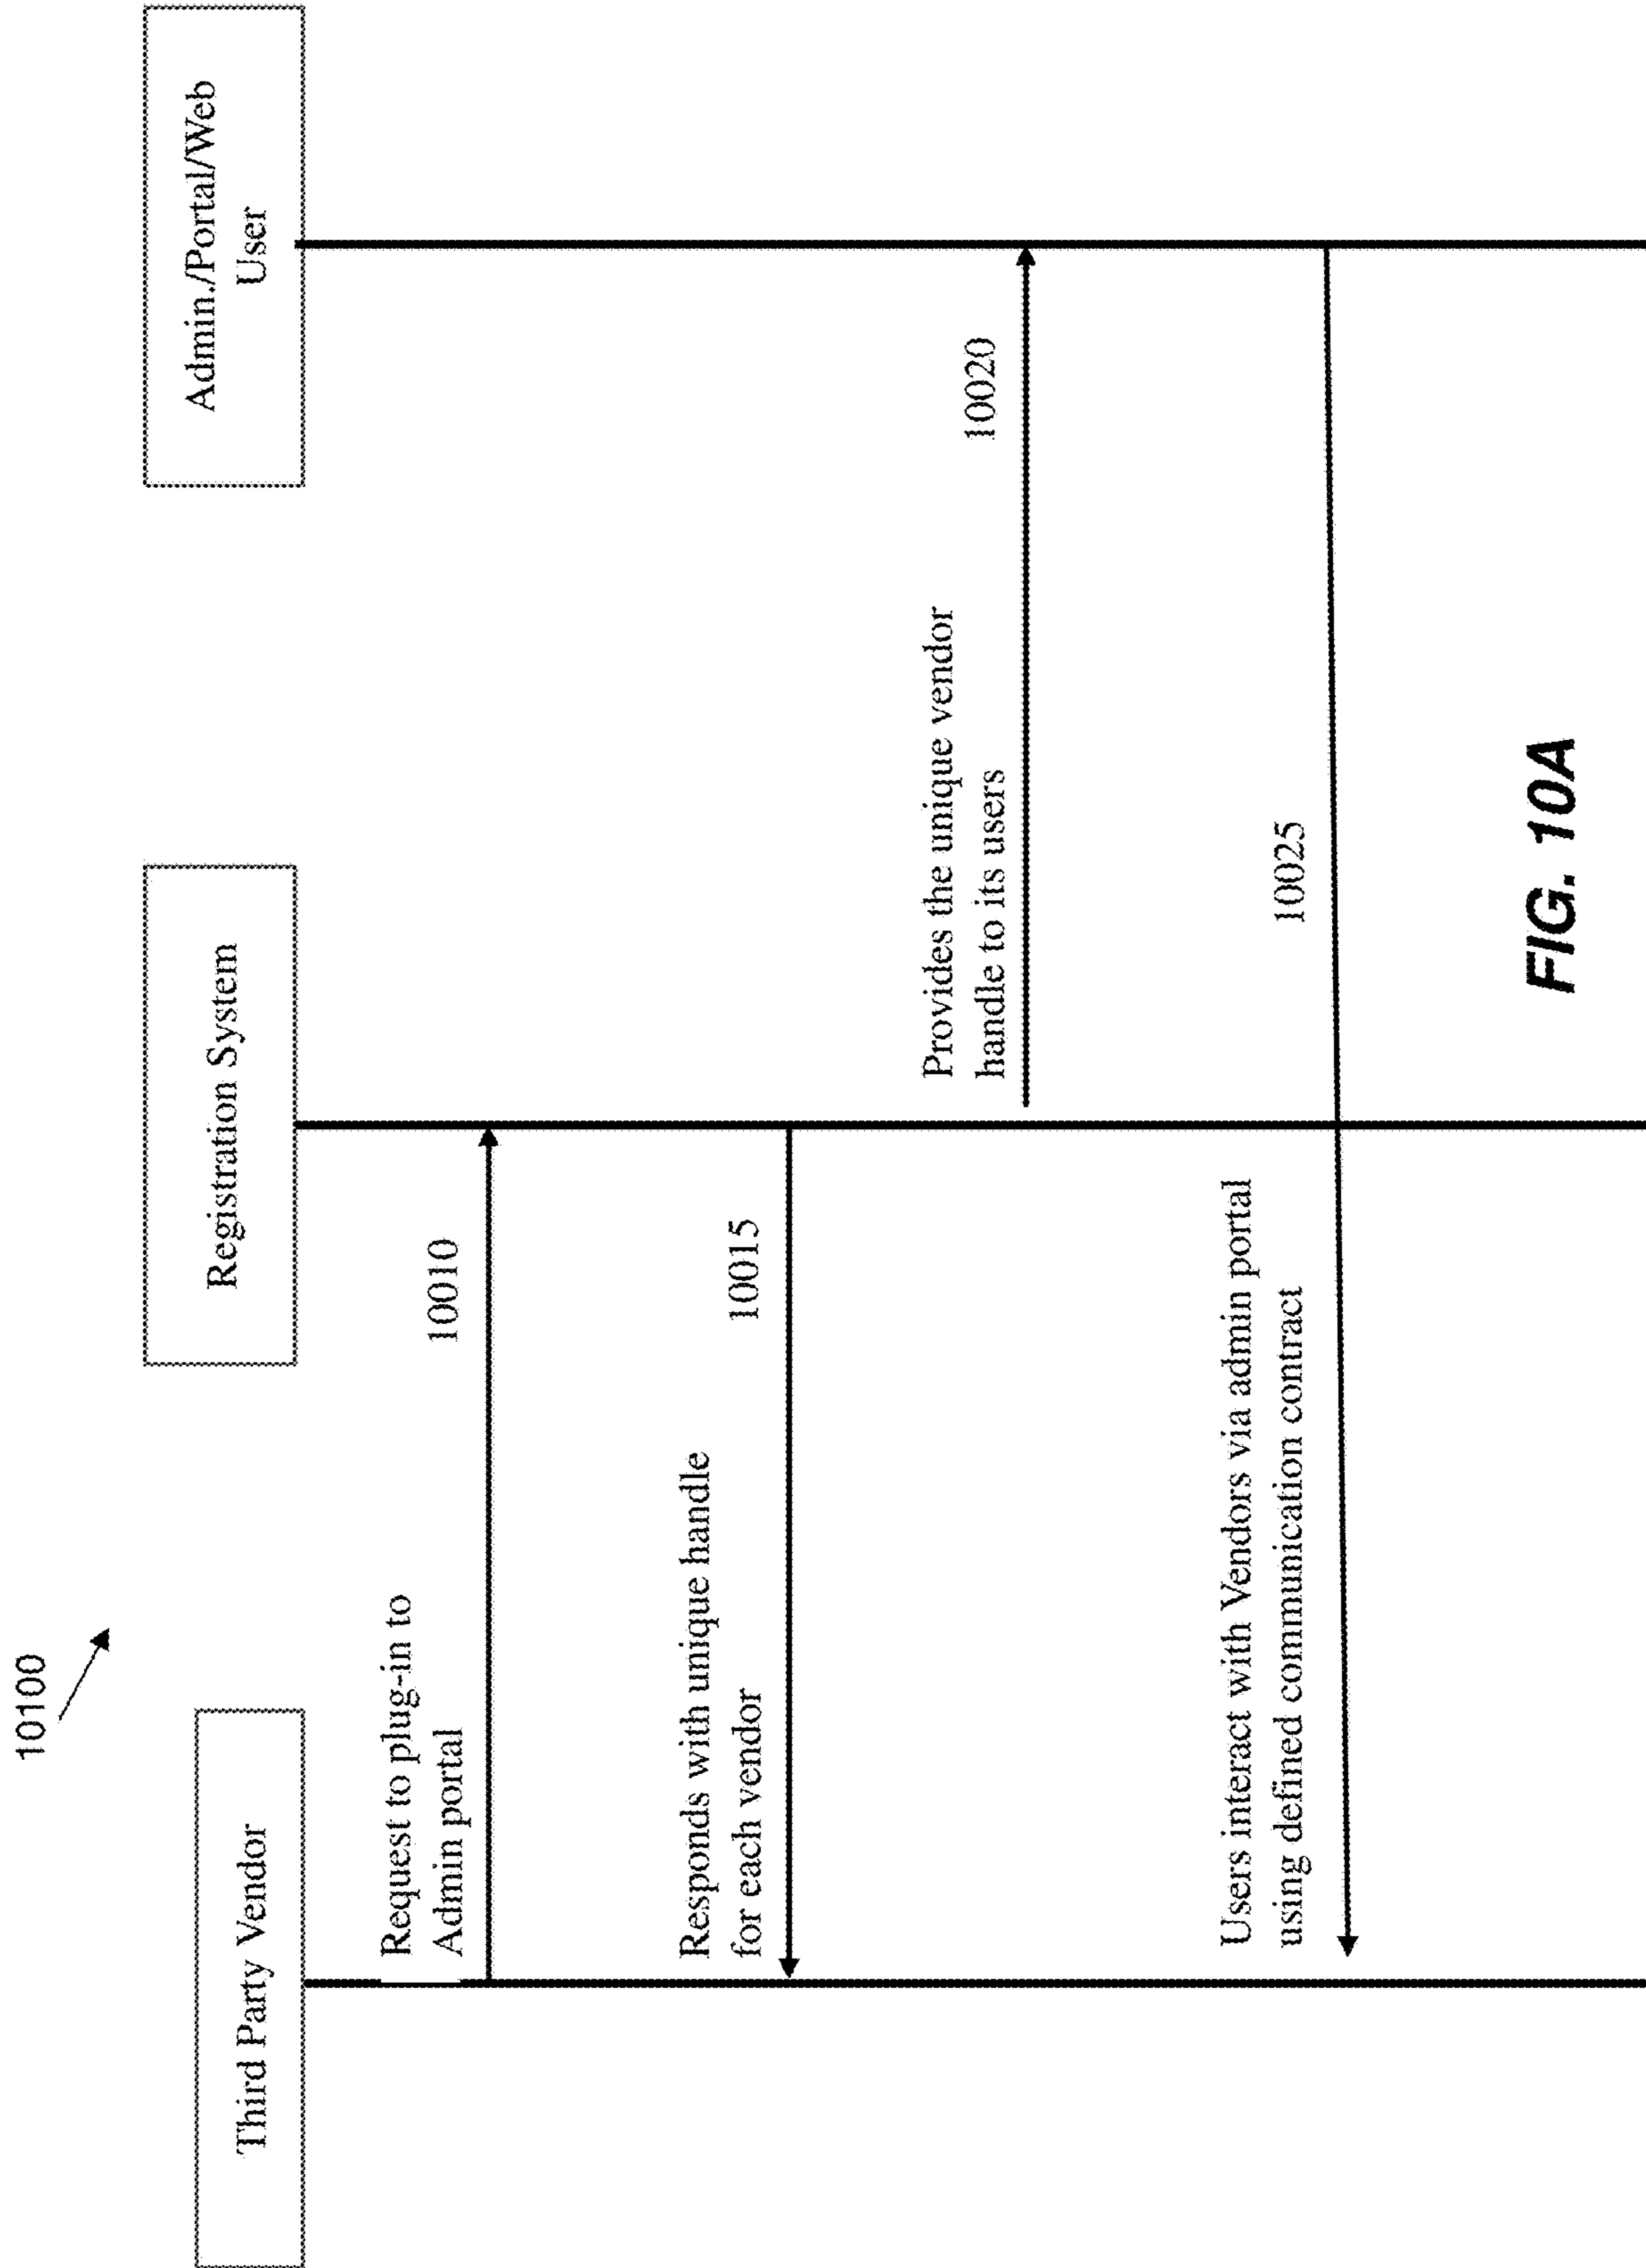 10100
Third Party Vendor
Registration System
Admin./Portal/Web
User
Request to plug-in to
Admin portal
10010
Responds with unique handle
for each vendor
10015
Provides the unique vendor
handle to its users
10020
Users interact with Vendors via admin portal
using defined communication contract
10025
FIG. 10A